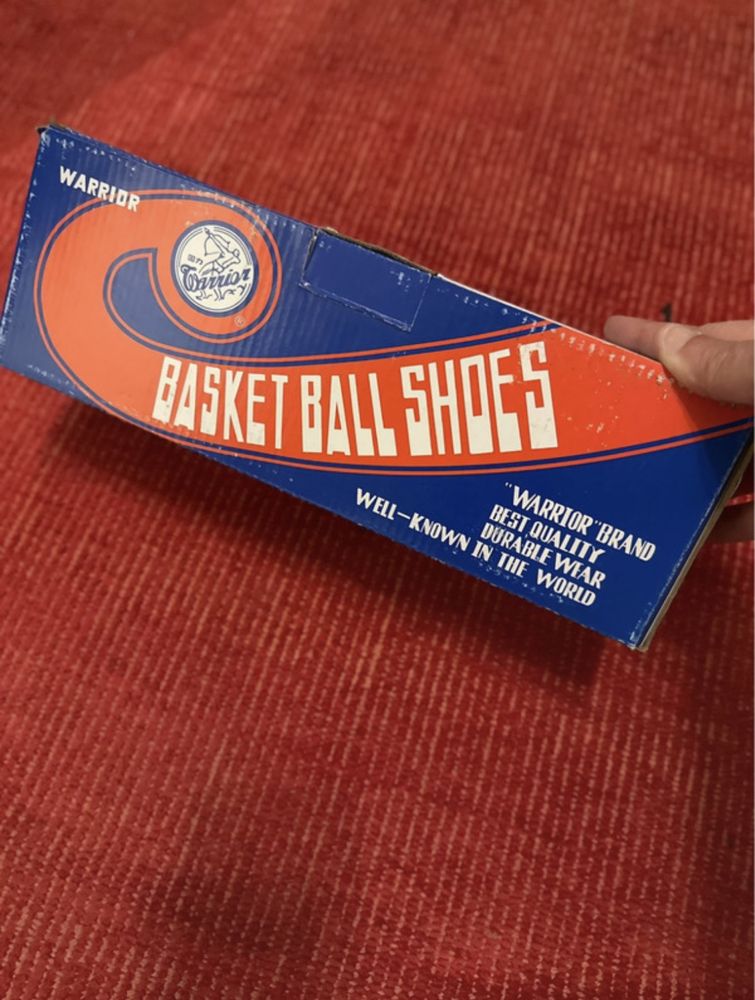 WARRIOR
Warrior
®
BASKET BALL SHOES
"WARRIOR" BRAND
BEST QUALITY
DURABLE WEAR
WELL-KNOWN IN THE WORLD